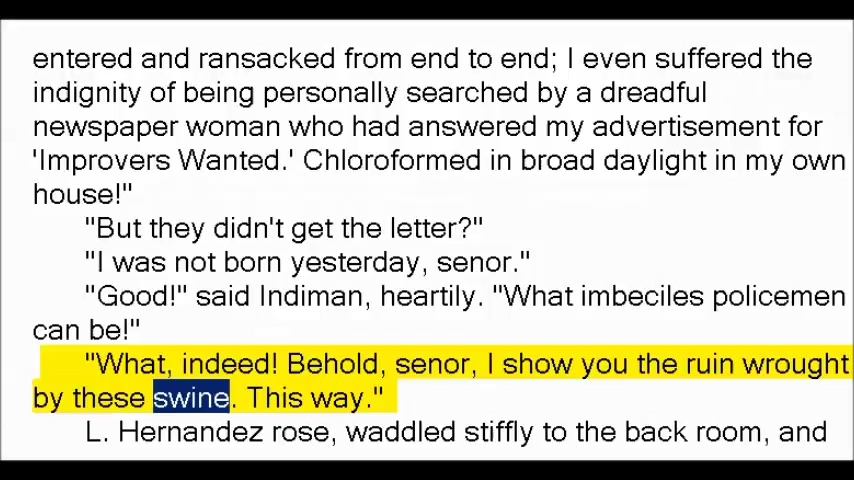 entered and ransacked from end to end; I even suffered the
indignity of being personally searched by a dreadful
newspaper woman who had answered my advertisement for
'Improvers Wanted.' Chloroformed in broad daylight in my own
house!"
"But they didn't get the letter?"
"I was not born yesterday, senor."
"Good!" said Indiman, heartily. "What imbeciles policemen
can be!"
"What, indeed! Behold, senor, I show you the ruin wrought
by these swine. This way."
L. Hernandez rose, waddled stiffly to the back room, and